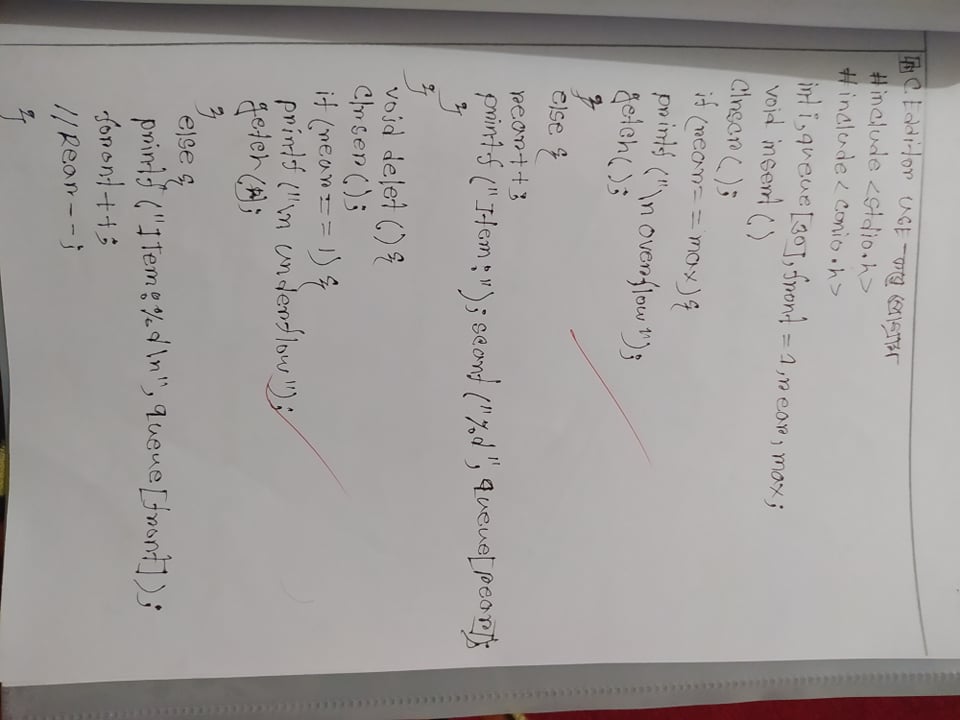 C Edditor use করে প্রোগ্রাম
#include <stdio.h>
#include <conio.h>
int i, queue[30], front = 1, rear, max;
void insert()
Clrscr();
if (rear == max) {
printf ("\n overflow");
getch();
}
else {
rear++;
printf ("Item:"); scanf ("%d", queue[rear]);
}
}
void delet() {
Clrscr();
if (rear == 1) {
printf ("\n underflow");
getch();
}
else {
printf ("Item:%d\n", queue[front]);
front++;
//Rear--;
}